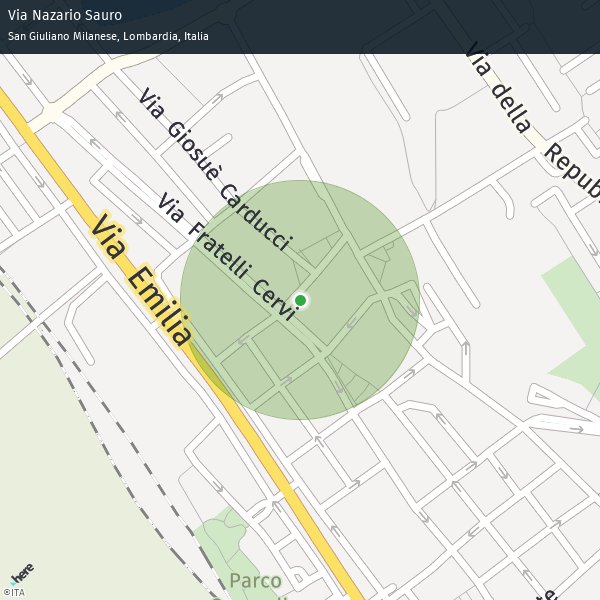 Via Nazario Sauro
San Giuliano Milanese, Lombardia, Italia
Via della
Via Giosuè Carducci
Via Fratelli Cervi
Via Emilia
Parco
here
©ITA